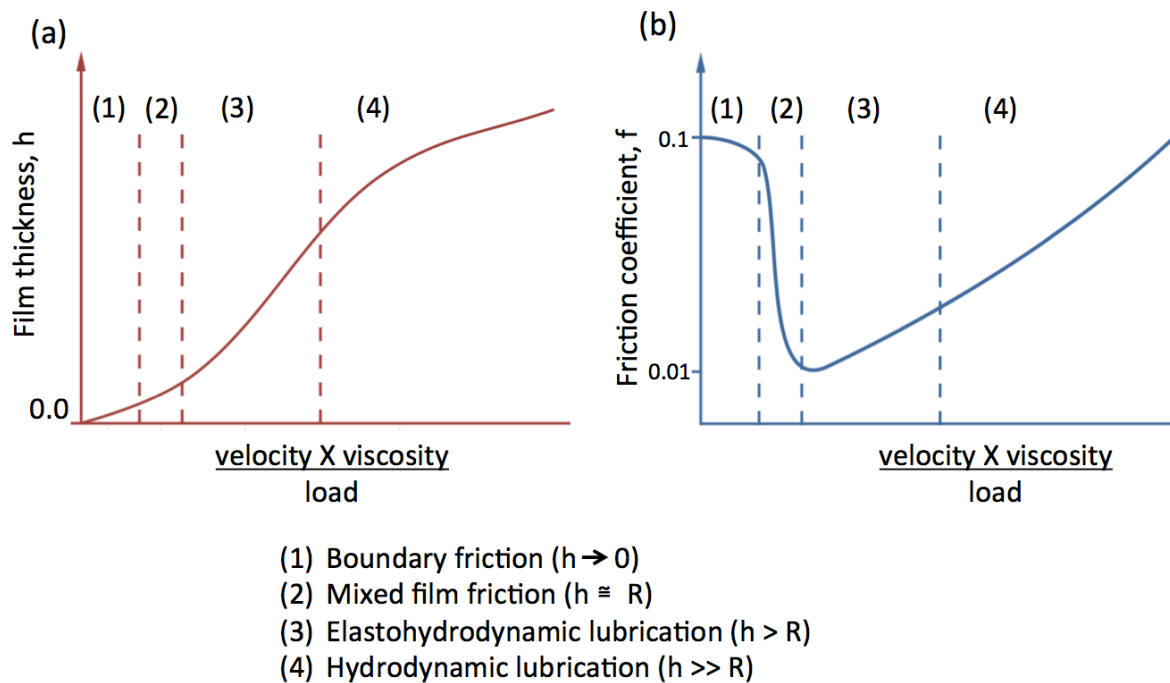 (a)
(1) (2) (3) (4)
Film thickness, h
0.0
velocity X viscosity
load
(b)
(1) (2) (3) (4)
0.1
Friction coefficient, f
0.01
velocity X viscosity
load
(1) Boundary friction (h → 0)
(2) Mixed film friction (h ≅ R)
(3) Elastohydrodynamic lubrication (h > R)
(4) Hydrodynamic lubrication (h >> R)